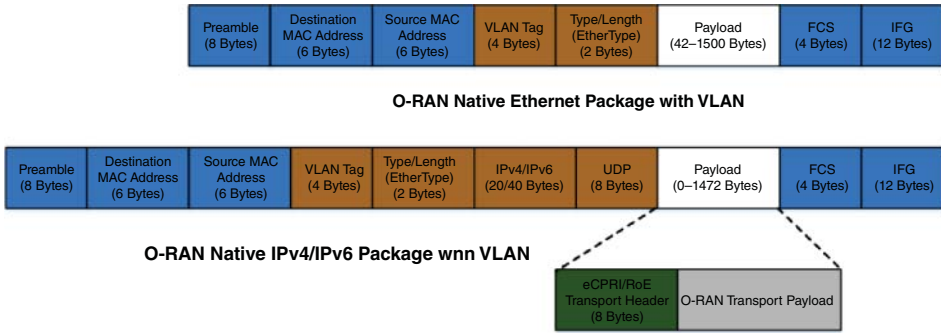 Preamble
(8 Bytes)
Destination
MAC Address
(6 Bytes)
Source MAC
Address
(6 Bytes)
VLAN Tag
(4 Bytes)
Type/Length
(EtherType)
(2 Bytes)
Payload
(42–1500 Bytes)
FCS
(4 Bytes)
IFG
(12 Bytes)
O-RAN Native Ethernet Package with VLAN
Preamble
(8 Bytes)
Destination
MAC Address
(6 Bytes)
Source MAC
Address
(6 Bytes)
VLAN Tag
(4 Bytes)
Type/Length
(EtherType)
(2 Bytes)
IPv4/IPv6
(20/40 Bytes)
UDP
(8 Bytes)
Payload
(0–1472 Bytes)
FCS
(4 Bytes)
IFG
(12 Bytes)
O-RAN Native IPv4/IPv6 Package wnn VLAN
eCPRI/RoE
Transport Header
(8 Bytes)
O-RAN Transport Payload